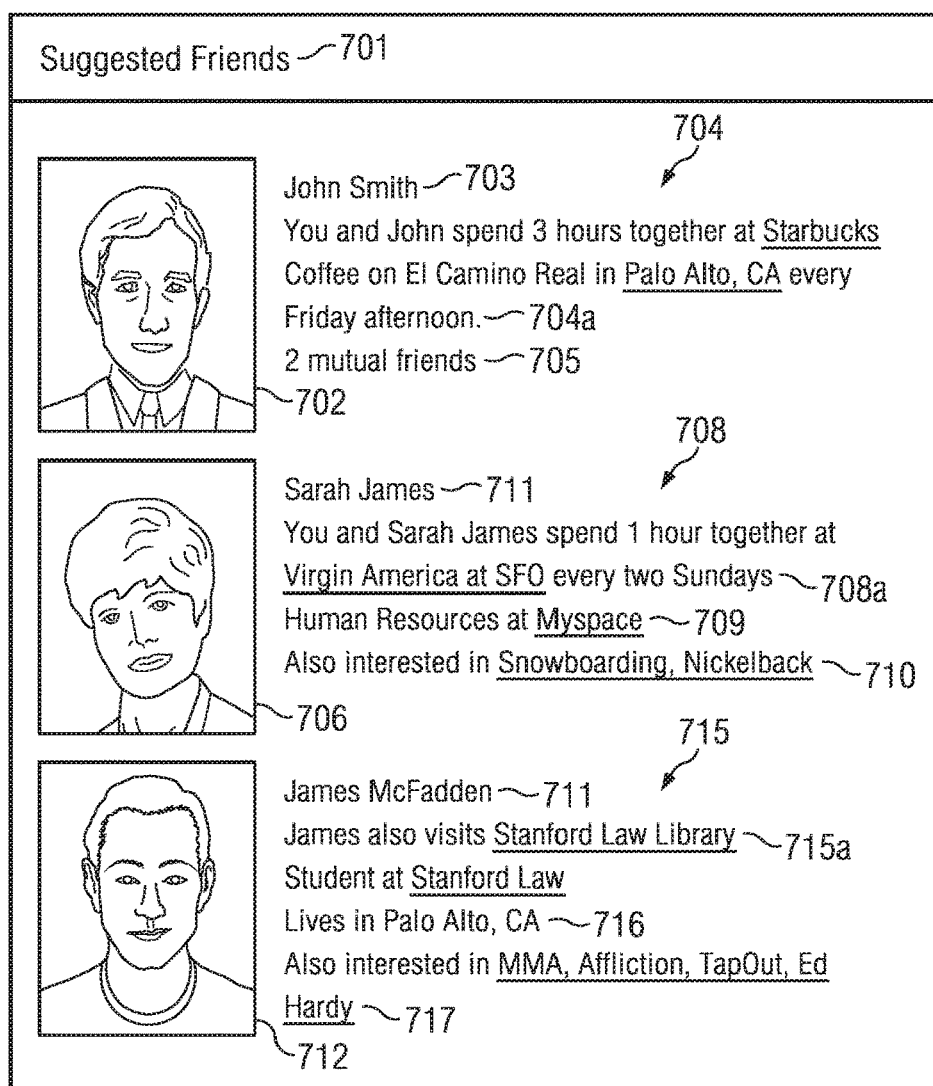 Suggested Friends 701
704
John Smith 703
You and John spend 3 hours together at Starbucks
Coffee on El Camino Real in Palo Alto, CA every
Friday afternoon. 704a
2 mutual friends 705
702
708
Sarah James 711
You and Sarah James spend 1 hour together at
Virgin America at SFO every two Sundays 708a
Human Resources at Myspace 709
Also interested in Snowboarding, Nickelback 710
706
715
James McFadden 711
James also visits Stanford Law Library 715a
Student at Stanford Law
Lives in Palo Alto, CA 716
Also interested in MMA, Affliction, TapOut, Ed
Hardy 717
712